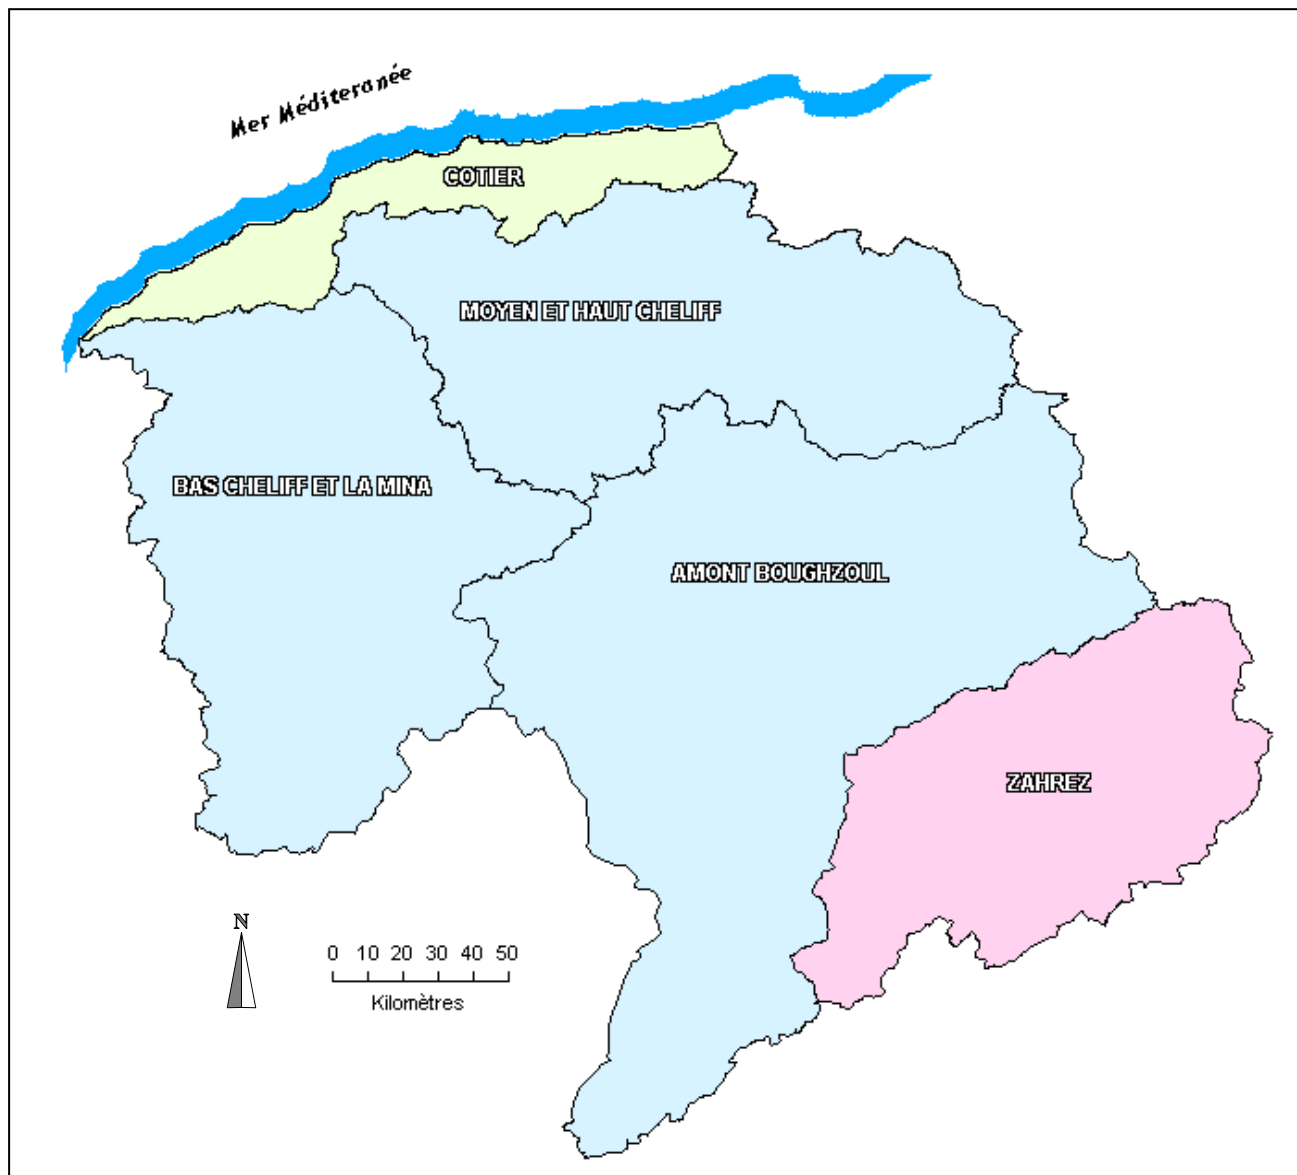 Mer Méditeranée
COTIER
MOYEN ET HAUT CHELIFF
BAS CHELIFF ET LA MINA
AMONT BOUGHZOUL
ZAHREZ
N
0 10 20 30 40 50
Kilomètres